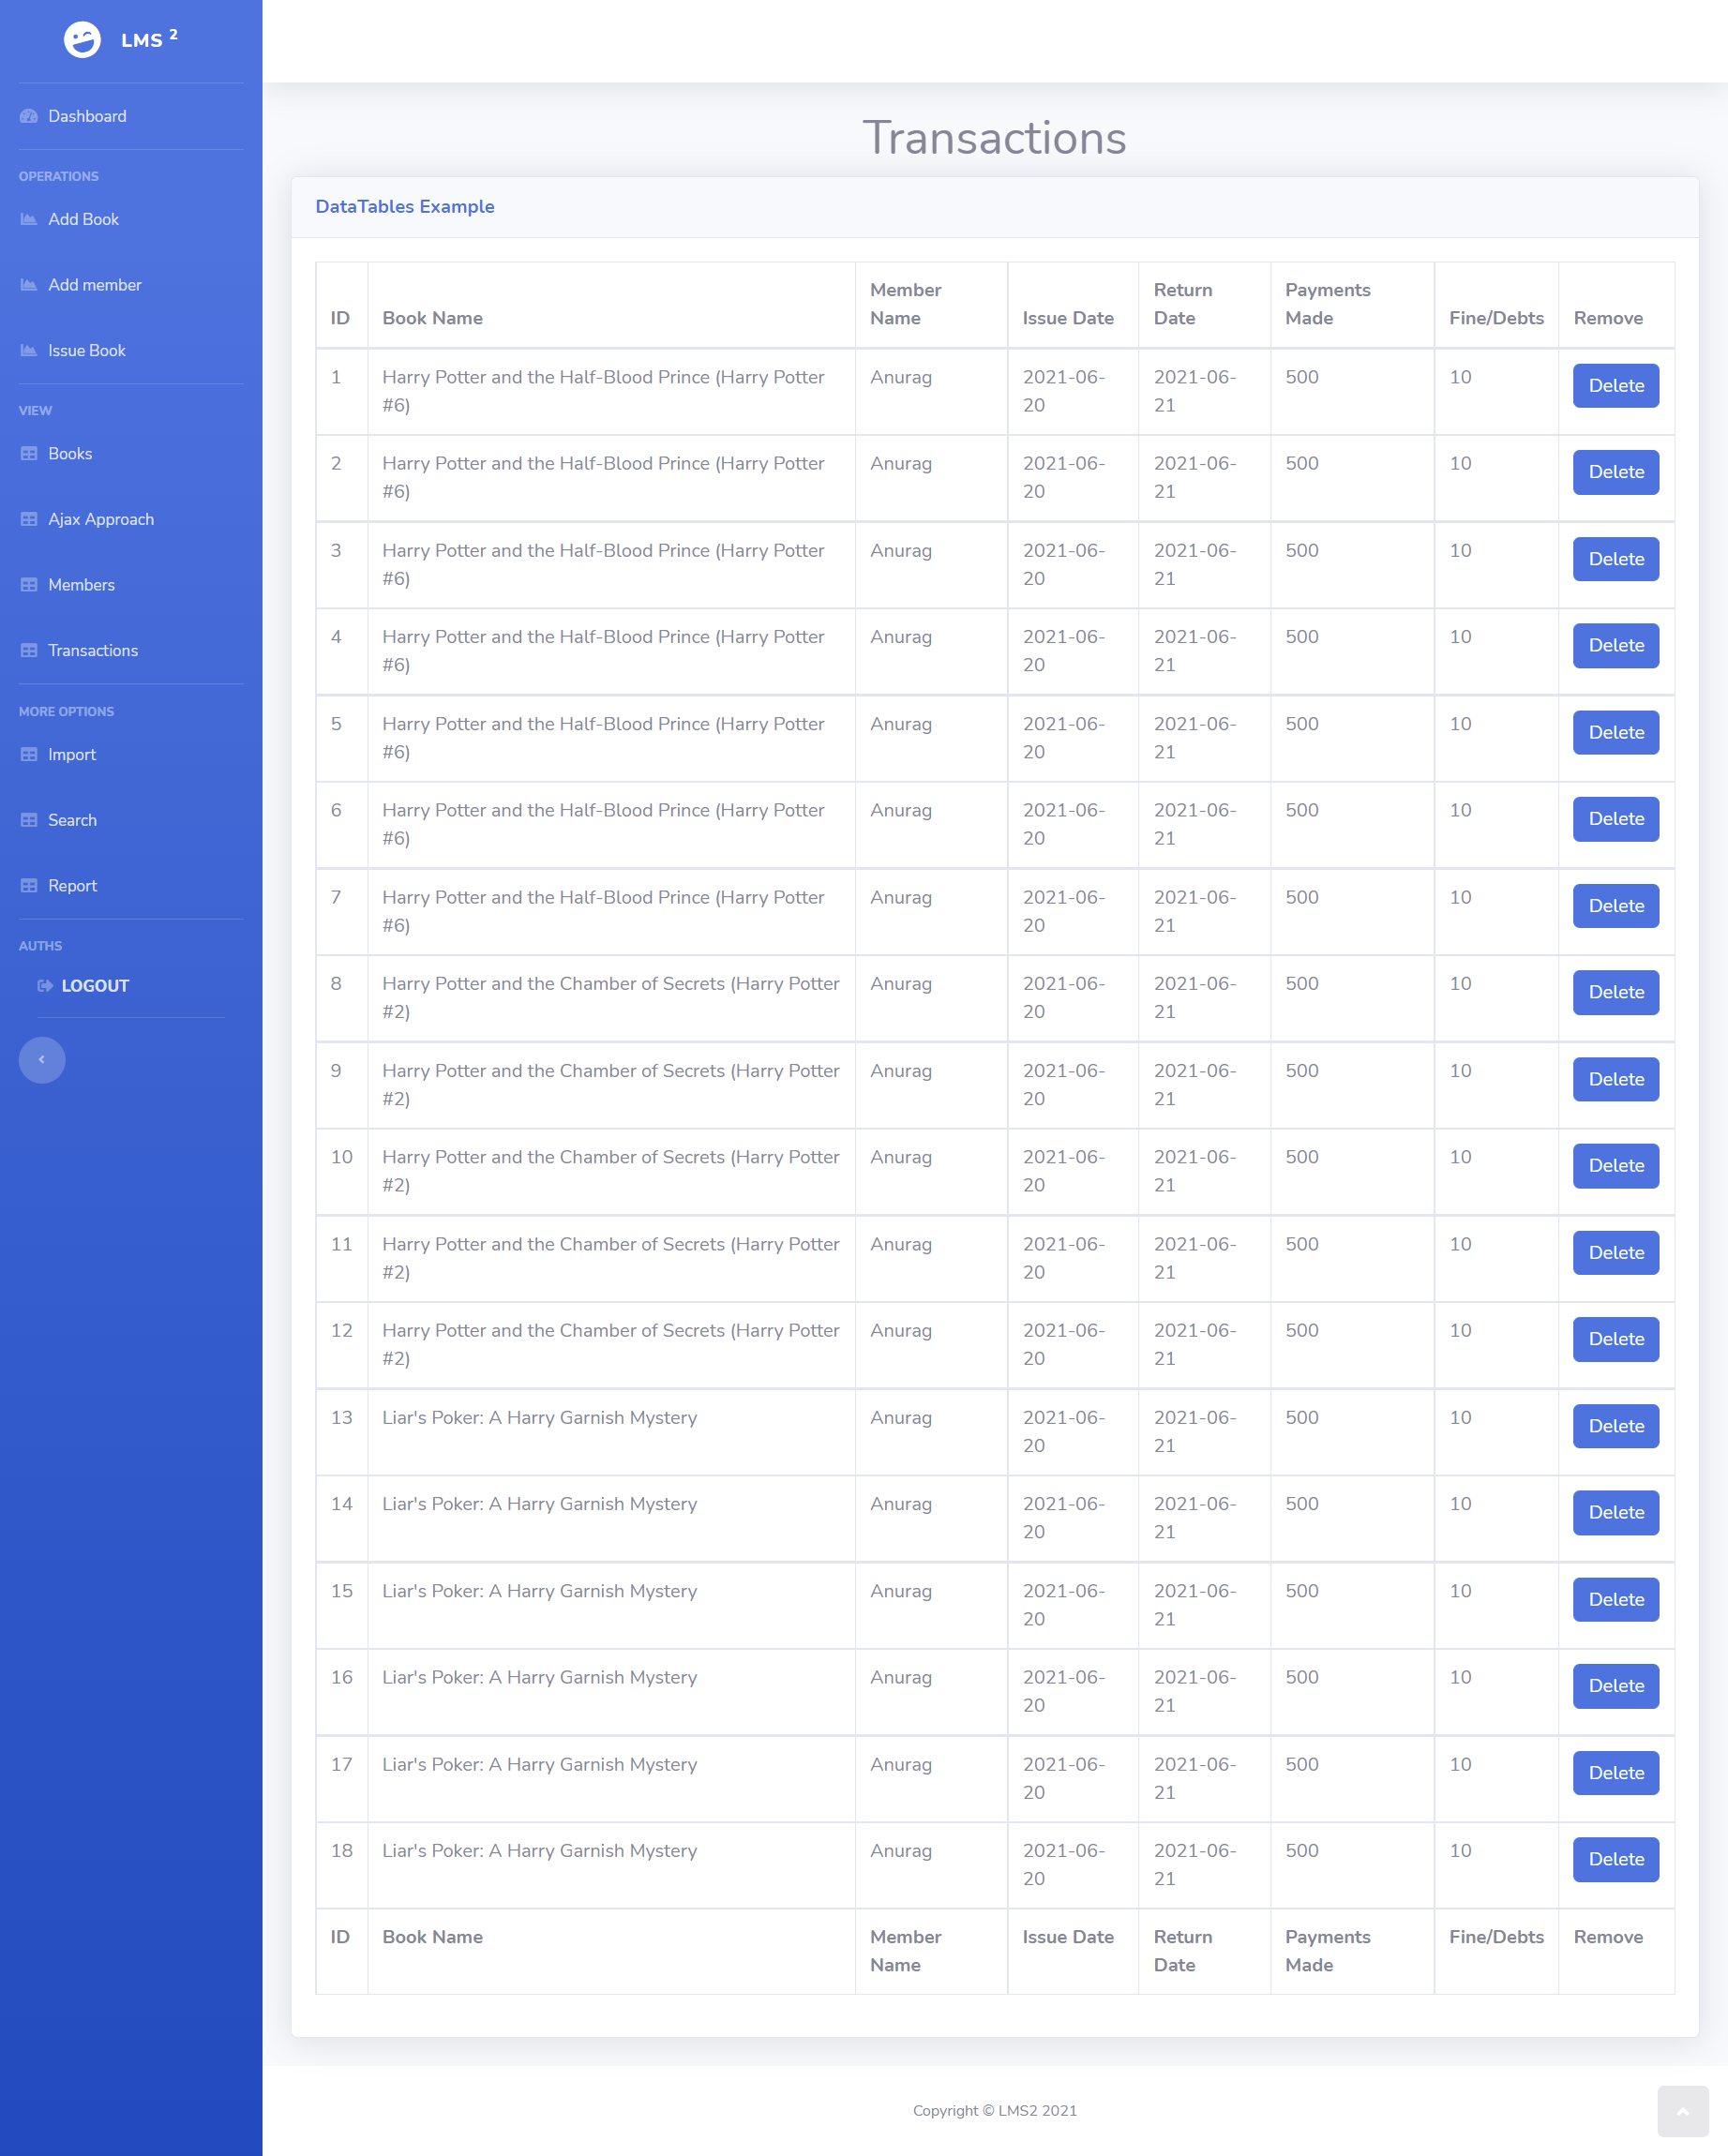 LMS 2
Dashboard
OPERATIONS
Add Book
Add member
Issue Book
VIEW
Books
Ajax Approach
Members
Transactions
MORE OPTIONS
Import
Search
Report
AUTHS
LOGOUT
Transactions
DataTables Example
ID Book Name Member Name Issue Date Return Date Payments Made Fine/Debts Remove
1 Harry Potter and the Half-Blood Prince (Harry Potter #6) Anurag 2021-06-20 2021-06-21 500 10 Delete
2 Harry Potter and the Half-Blood Prince (Harry Potter #6) Anurag 2021-06-20 2021-06-21 500 10 Delete
3 Harry Potter and the Half-Blood Prince (Harry Potter #6) Anurag 2021-06-20 2021-06-21 500 10 Delete
4 Harry Potter and the Half-Blood Prince (Harry Potter #6) Anurag 2021-06-20 2021-06-21 500 10 Delete
5 Harry Potter and the Half-Blood Prince (Harry Potter #6) Anurag 2021-06-20 2021-06-21 500 10 Delete
6 Harry Potter and the Half-Blood Prince (Harry Potter #6) Anurag 2021-06-20 2021-06-21 500 10 Delete
7 Harry Potter and the Half-Blood Prince (Harry Potter #6) Anurag 2021-06-20 2021-06-21 500 10 Delete
8 Harry Potter and the Chamber of Secrets (Harry Potter #2) Anurag 2021-06-20 2021-06-21 500 10 Delete
9 Harry Potter and the Chamber of Secrets (Harry Potter #2) Anurag 2021-06-20 2021-06-21 500 10 Delete
10 Harry Potter and the Chamber of Secrets (Harry Potter #2) Anurag 2021-06-20 2021-06-21 500 10 Delete
11 Harry Potter and the Chamber of Secrets (Harry Potter #2) Anurag 2021-06-20 2021-06-21 500 10 Delete
12 Harry Potter and the Chamber of Secrets (Harry Potter #2) Anurag 2021-06-20 2021-06-21 500 10 Delete
13 Liar's Poker: A Harry Garnish Mystery Anurag 2021-06-20 2021-06-21 500 10 Delete
14 Liar's Poker: A Harry Garnish Mystery Anurag 2021-06-20 2021-06-21 500 10 Delete
15 Liar's Poker: A Harry Garnish Mystery Anurag 2021-06-20 2021-06-21 500 10 Delete
16 Liar's Poker: A Harry Garnish Mystery Anurag 2021-06-20 2021-06-21 500 10 Delete
17 Liar's Poker: A Harry Garnish Mystery Anurag 2021-06-20 2021-06-21 500 10 Delete
18 Liar's Poker: A Harry Garnish Mystery Anurag 2021-06-20 2021-06-21 500 10 Delete
ID Book Name Member Name Issue Date Return Date Payments Made Fine/Debts Remove
Copyright © LMS2 2021